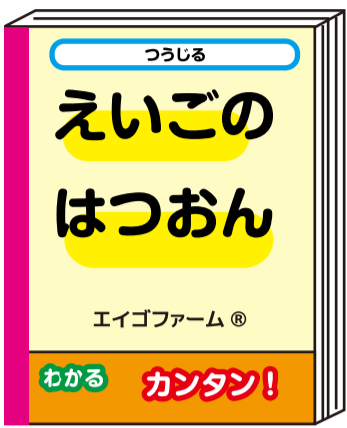 つうじる
えいごの
はつおん
エイゴファーム ®
わかる カンタン！